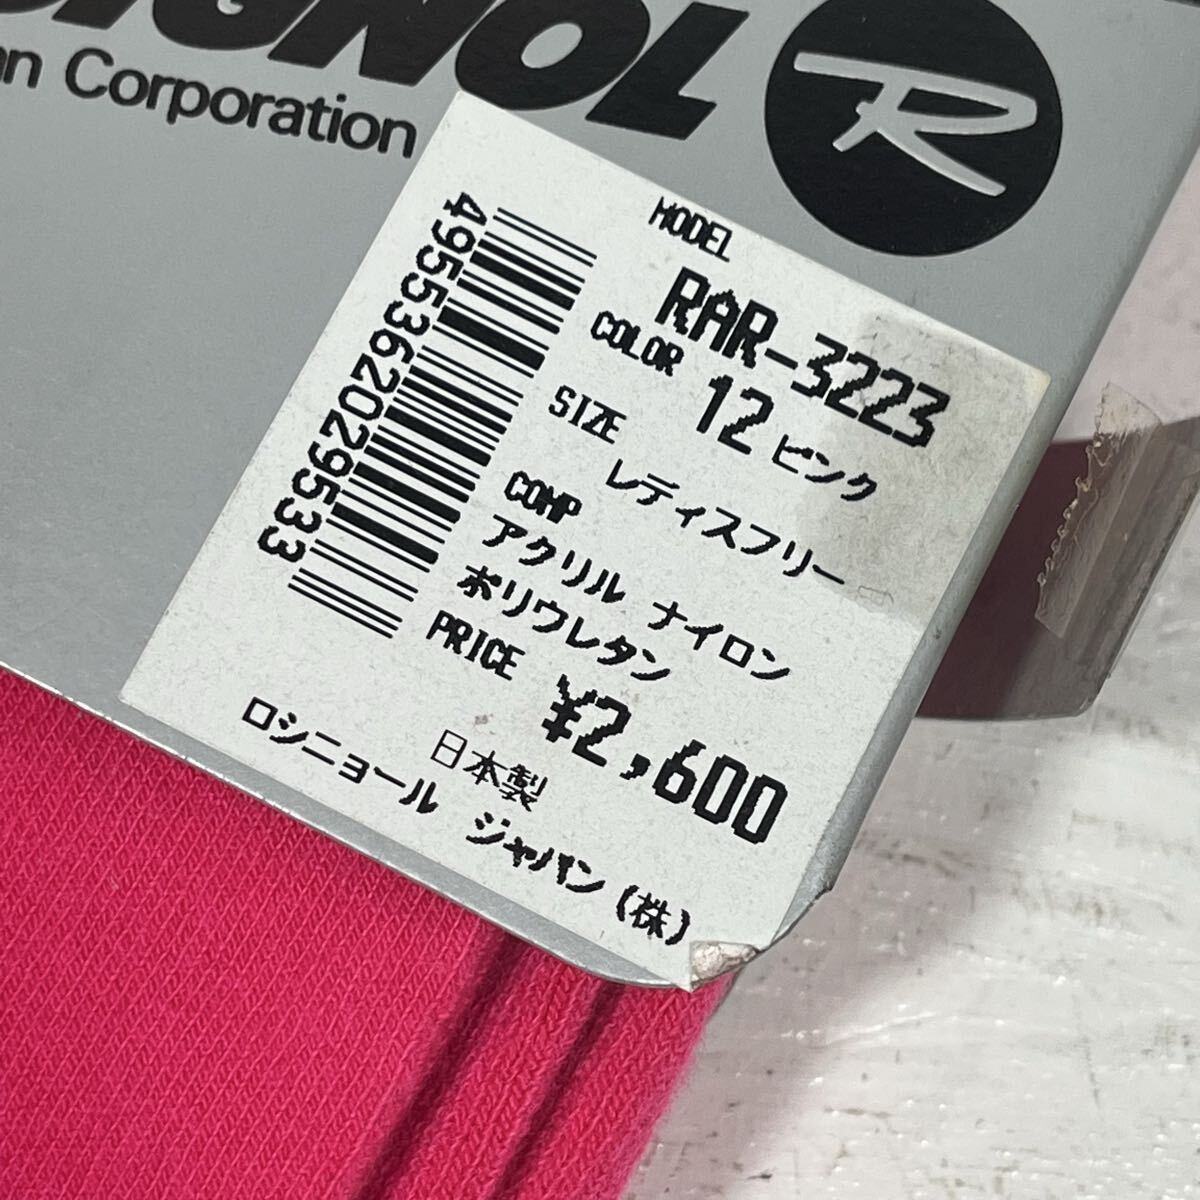 Corporation
R
MODEL
RAR-3223
COLOR 12 ピンク
SIZE レディスフリー
COMP
アクリル ナイロン
ポリウレタン
PRICE ¥2,600
日本製
ロシニョール ジャパン(株)
4955362029533